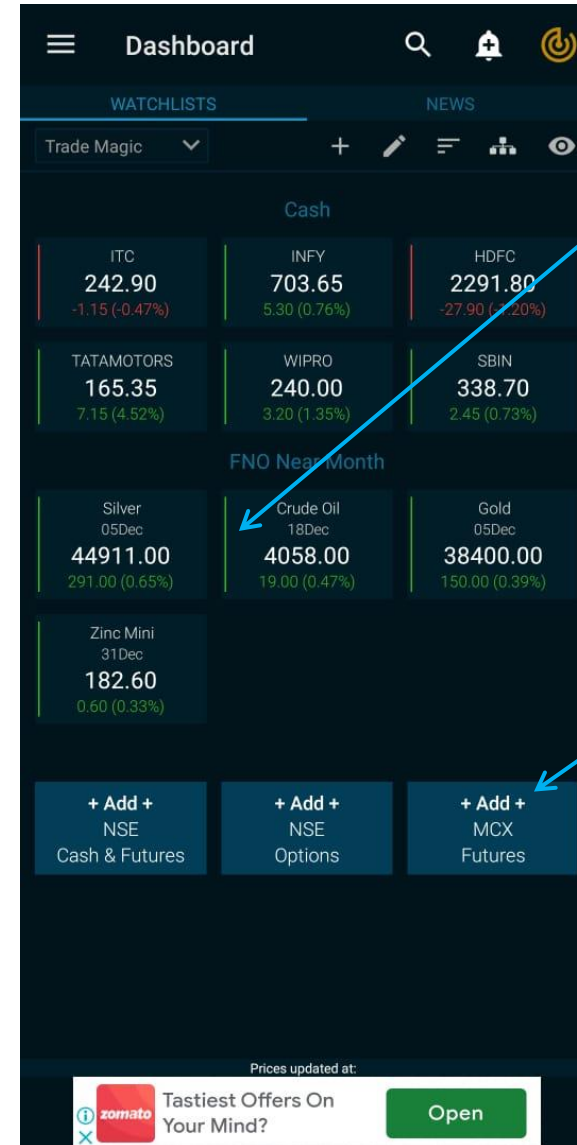 Dashboard
WATCHLISTS NEWS
Trade Magic
Cash
ITC INFY HDFC
242.90 703.65 2291.80
-1.15 (-0.47%) 5.30 (0.76%) -27.90 (-1.20%)
TATAMOTORS WIPRO SBIN
165.35 240.00 338.70
7.15 (4.52%) 3.20 (1.35%) 2.45 (0.73%)
FNO Near Month
Silver Crude Oil Gold
05Dec 18Dec 05Dec
44911.00 4058.00 38400.00
291.00 (0.65%) 19.00 (0.47%) 150.00 (0.39%)
Zinc Mini
31Dec
182.60
0.60 (0.33%)
+ Add + + Add + + Add +
NSE NSE MCX
Cash & Futures Options Futures
Prices updated at:
zomato Tastiest Offers On Open
Your Mind?